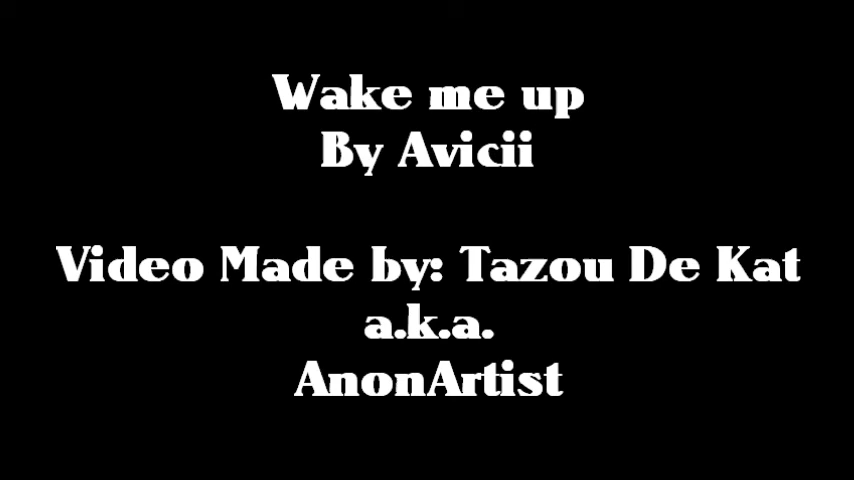 Wake me up
By Avicii
Video Made by: Tazou De Kat
a.k.a.
AnonArtist